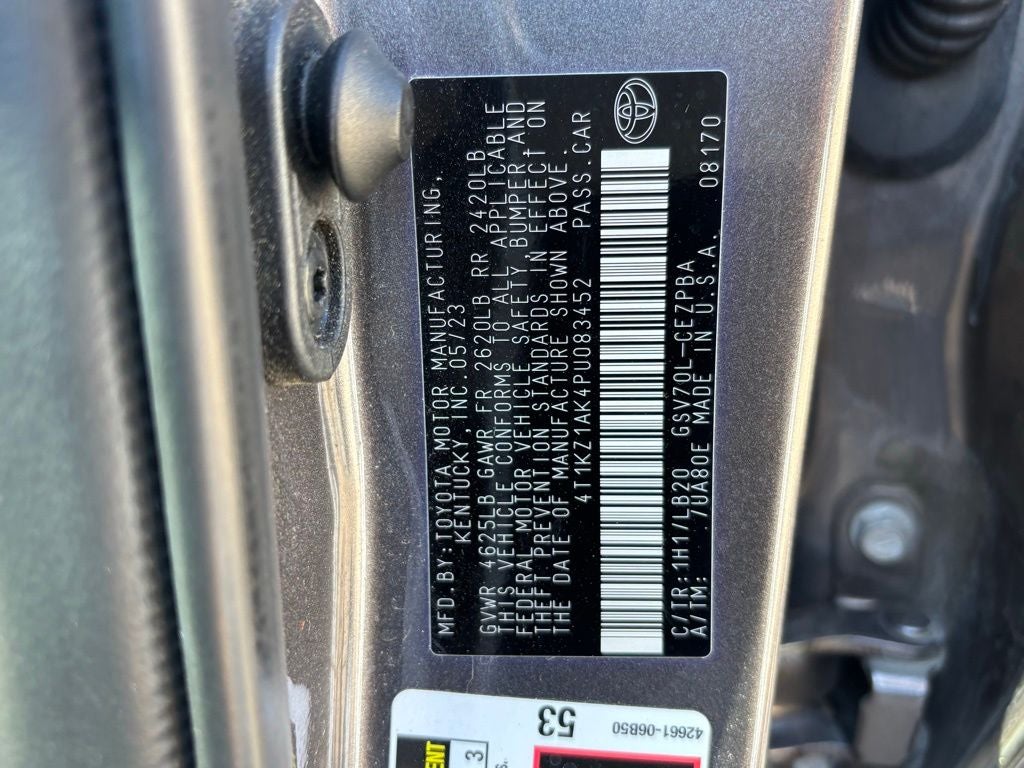 MFD.BY:TOYOTA MOTOR MANUFACTURING,
KENTUCKY, INC. 05/23
GVWR 4625LB GAWR FR 2620LB RR 2420LB
THIS VEHICLE CONFORMS TO ALL APPLICABLE
FEDERAL MOTOR VEHICLE SAFETY, BUMPER, AND
THEFT PREVENTION STANDARDS IN EFFECT ON
THE DATE OF MANUFACTURE SHOWN ABOVE.
4T1KZ1AK4PU083452 PASS.CAR
C/TR:1H1/LB20 GSV70L-CEZPBA
A/TM: 7UA80E MADE IN U.S.A. 08170
53
42661-06B50
ENT
3
s.